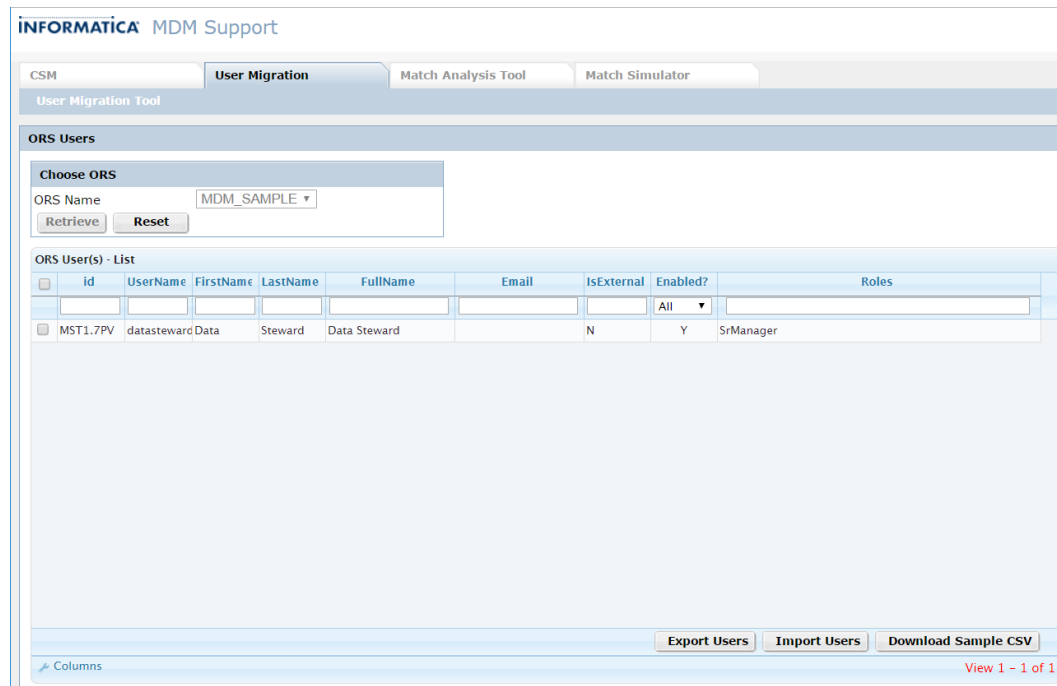 INFORMATICA MDM Support
CSM User Migration Match Analysis Tool Match Simulator
User Migration Tool
ORS Users
Choose ORS
ORS Name MDM_SAMPLE
Retrieve Reset
ORS User(s) - List
id UserName FirstName LastName FullName Email IsExternal Enabled? Roles
All
MST1.7PV datasteward Data Steward Data Steward N Y SrManager
Export Users Import Users Download Sample CSV
Columns View 1 - 1 of 1